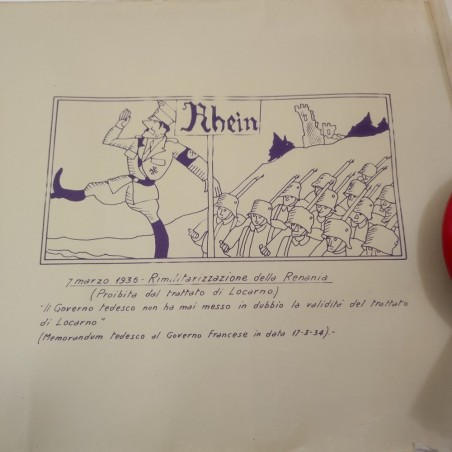 Rhein
7 marzo 1936 - Rimilitarizzazione della Renania
(Proibita dal trattato di Locarno)
"Il Governo tedesco non ha mai messo in dubbio la validità del trattato
di Locarno"
(Memorandum tedesco al Governo Francese in data 17-3-34).-